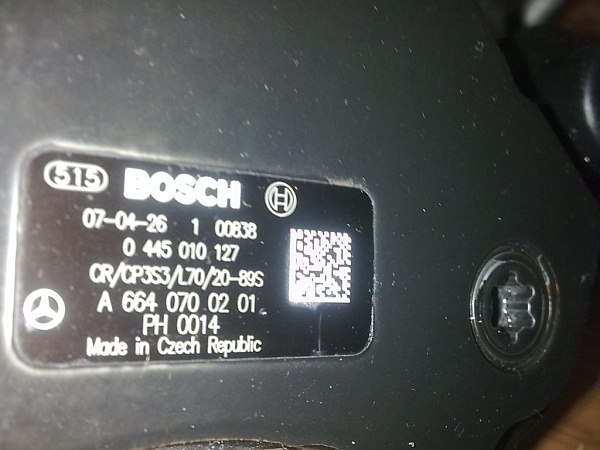 515 BOSCH
07-04-26 1 00838
0 445 010 127
CR/CP3S3/L70/20-89S
A 664 070 02 01
PH 0014
Made in Czech Republic